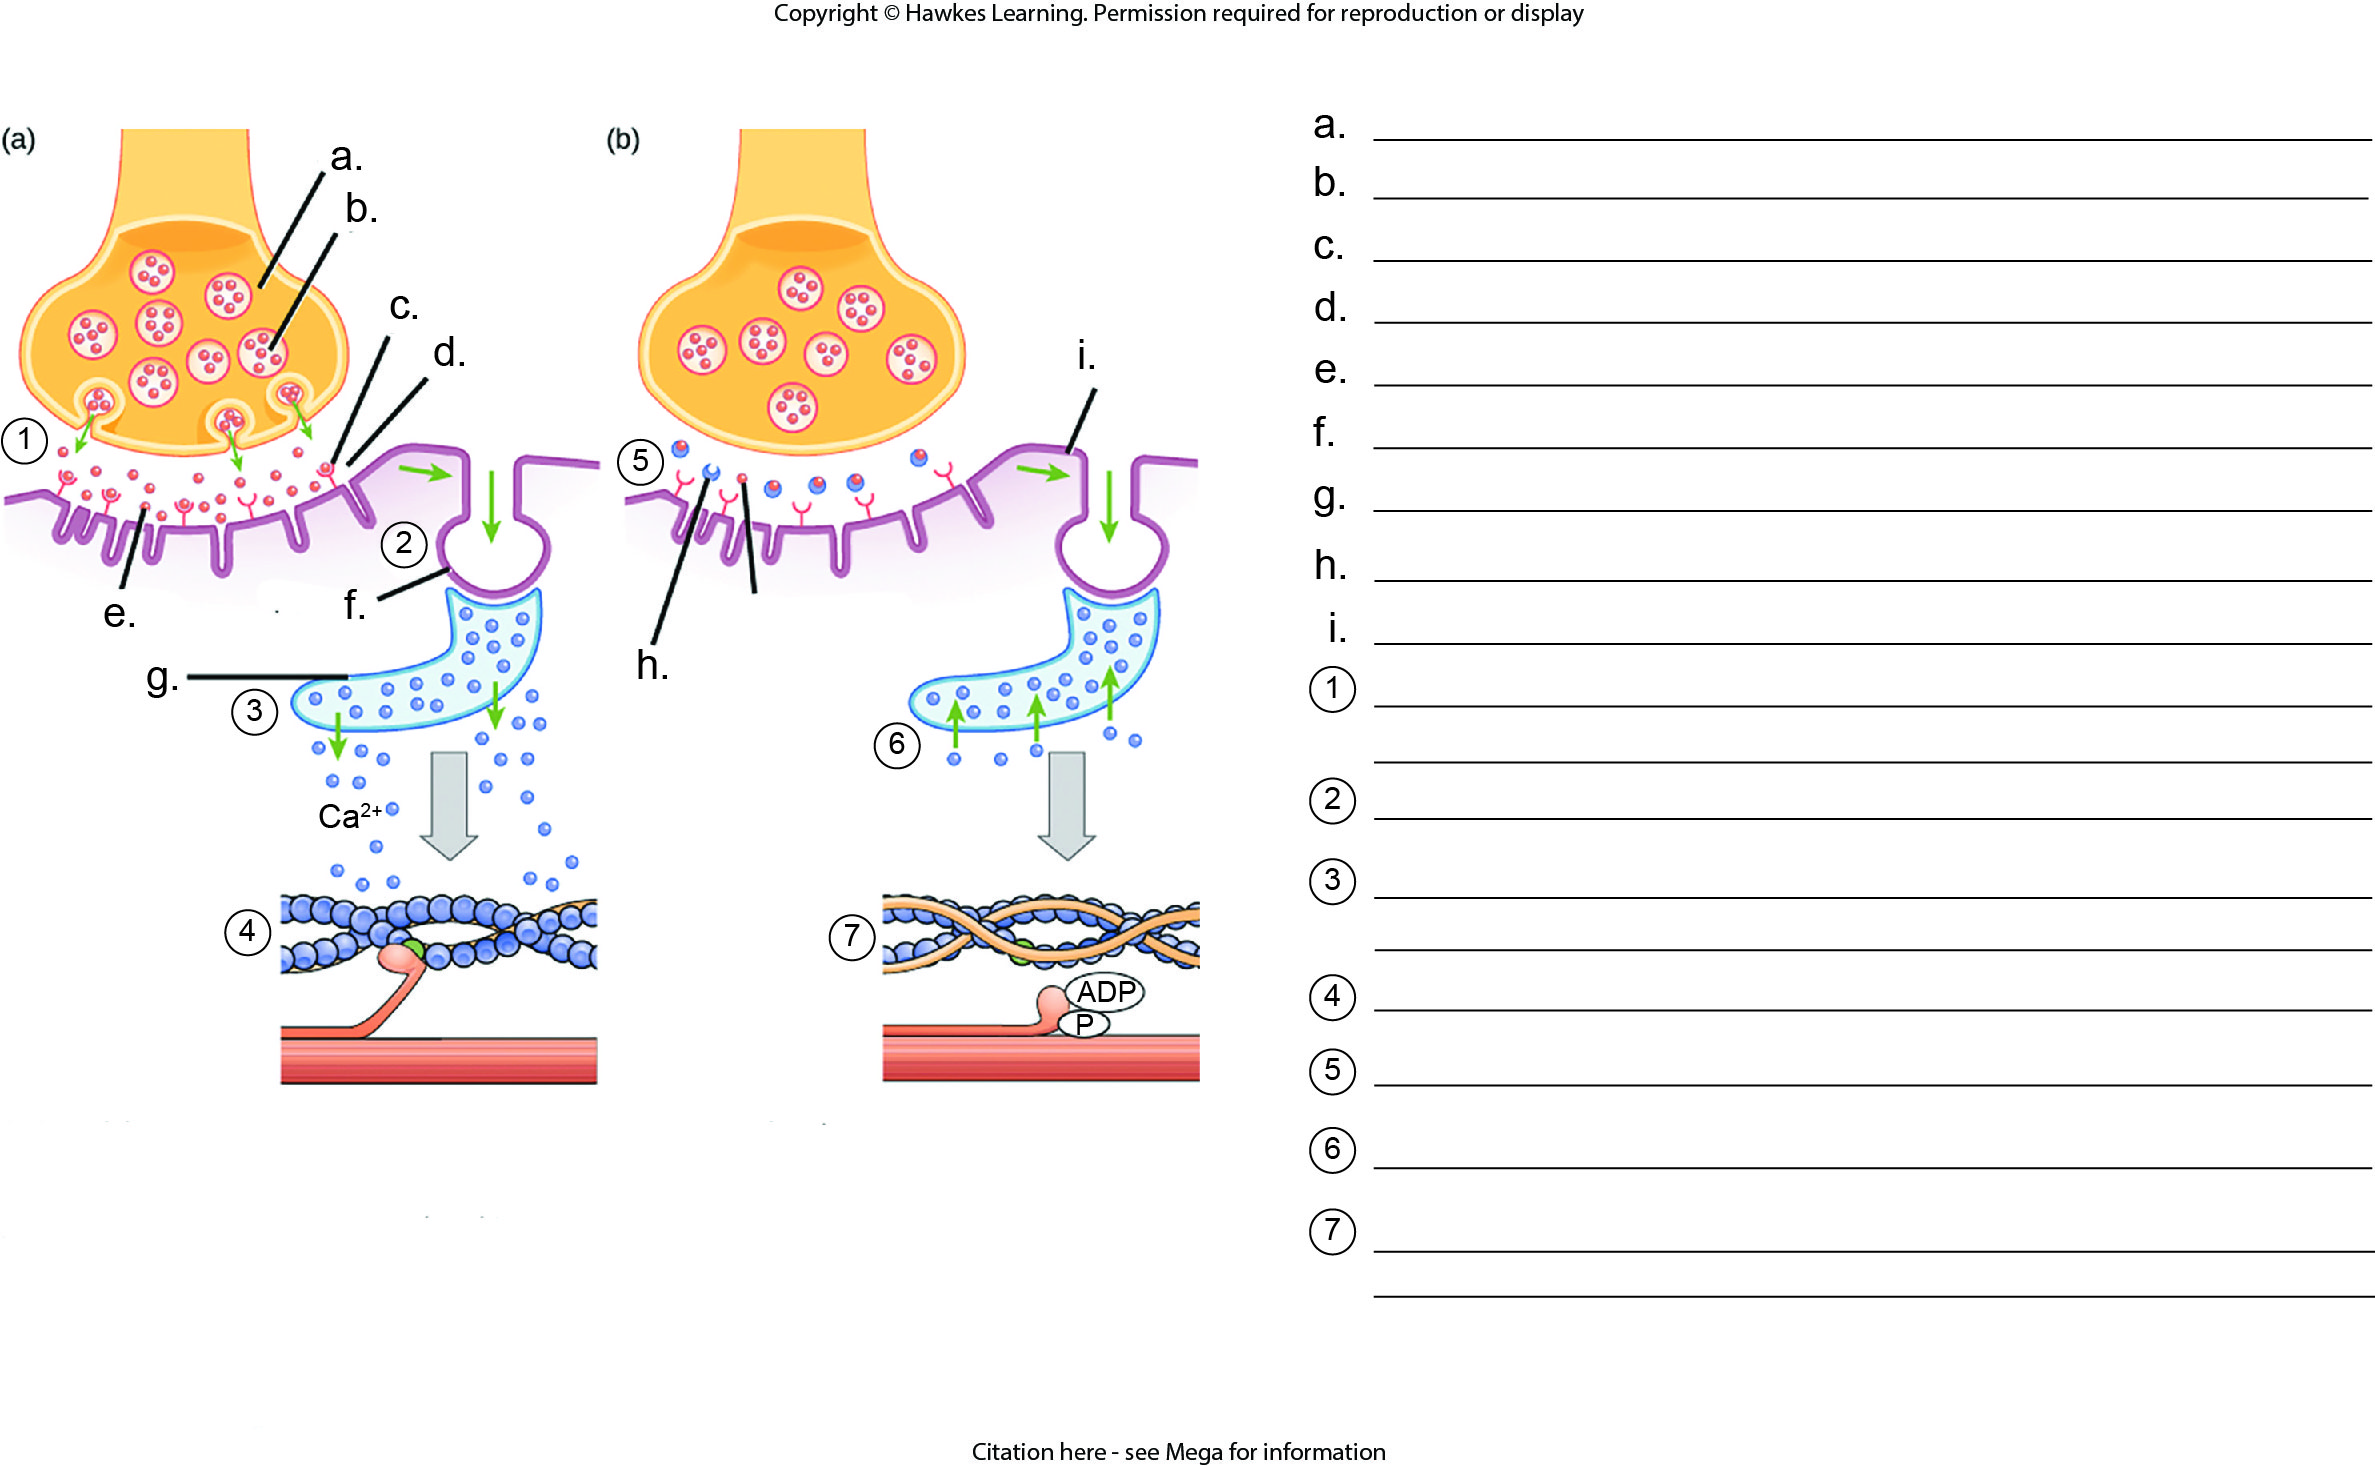 Copyright © Hawkes Learning. Permission required for reproduction or display
(a)
a.
b.
c.
d.
1
2
e.
f.
g.
3
Ca2+
4
(b)
i.
5
h.
6
7
ADP
P
a.
b.
c.
d.
e.
f.
g.
h.
i.
1
2
3
4
5
6
7
Citation here - see Mega for information